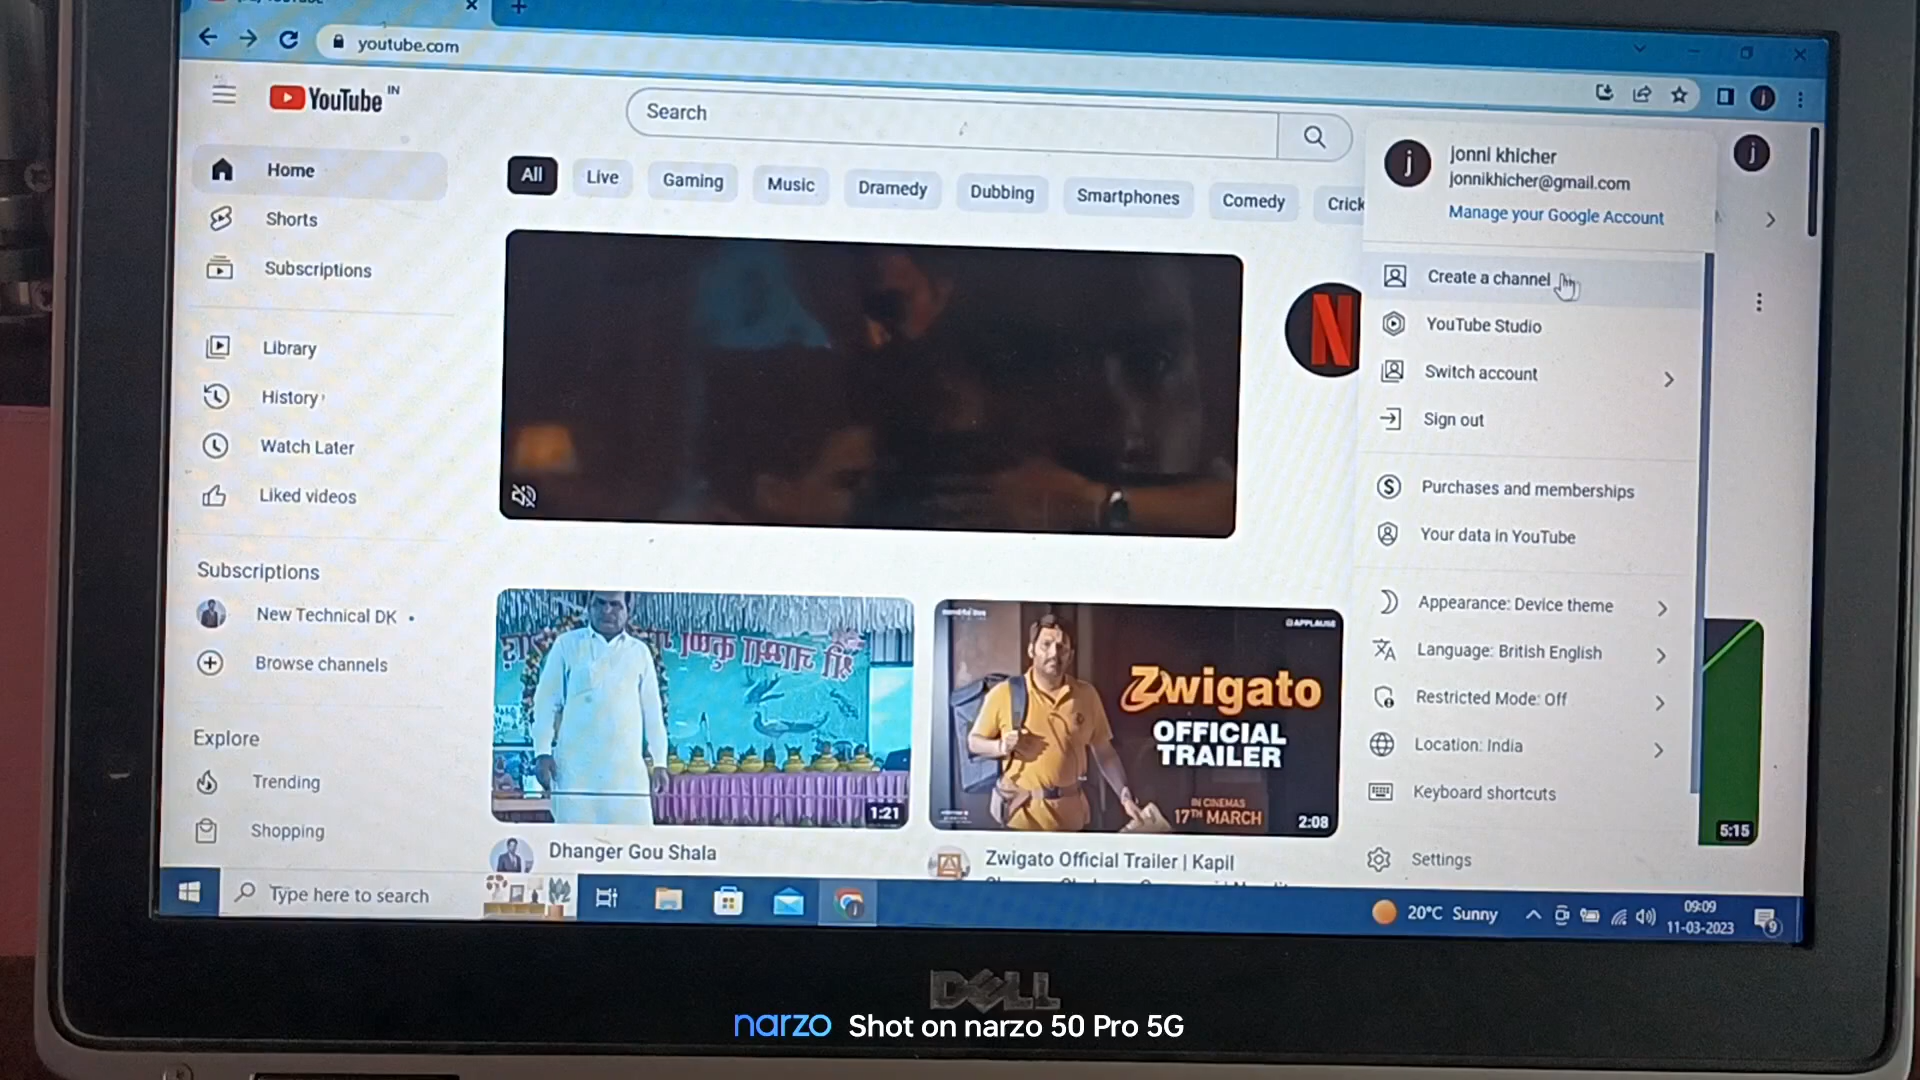 youtube.com
YouTube IN
Search
j
jonni khicher
jonnikhicher@gmail.com
Manage your Google Account
j
Home
Shorts
Subscriptions
All
Live
Gaming
Music
Dramedy
Dubbing
Smartphones
Comedy
Crick
Create a channel
YouTube Studio
Switch account
Sign out
Library
History
Watch Later
Liked videos
N
Purchases and memberships
Your data in YouTube
Subscriptions
New Technical DK
Browse channels
Appearance: Device theme
Language: British English
Restricted Mode: Off
Location: India
Keyboard shortcuts
Settings
APPLAUSE
Zwigato
OFFICIAL
TRAILER
IN CINEMAS
17TH MARCH
2:08
1:21
5:15
Explore
Trending
Shopping
Dhanger Gou Shala
Zwigato Official Trailer | Kapil
Type here to search
20°C Sunny
09:09
11-03-2023
9
DELL
narzo Shot on narzo 50 Pro 5G